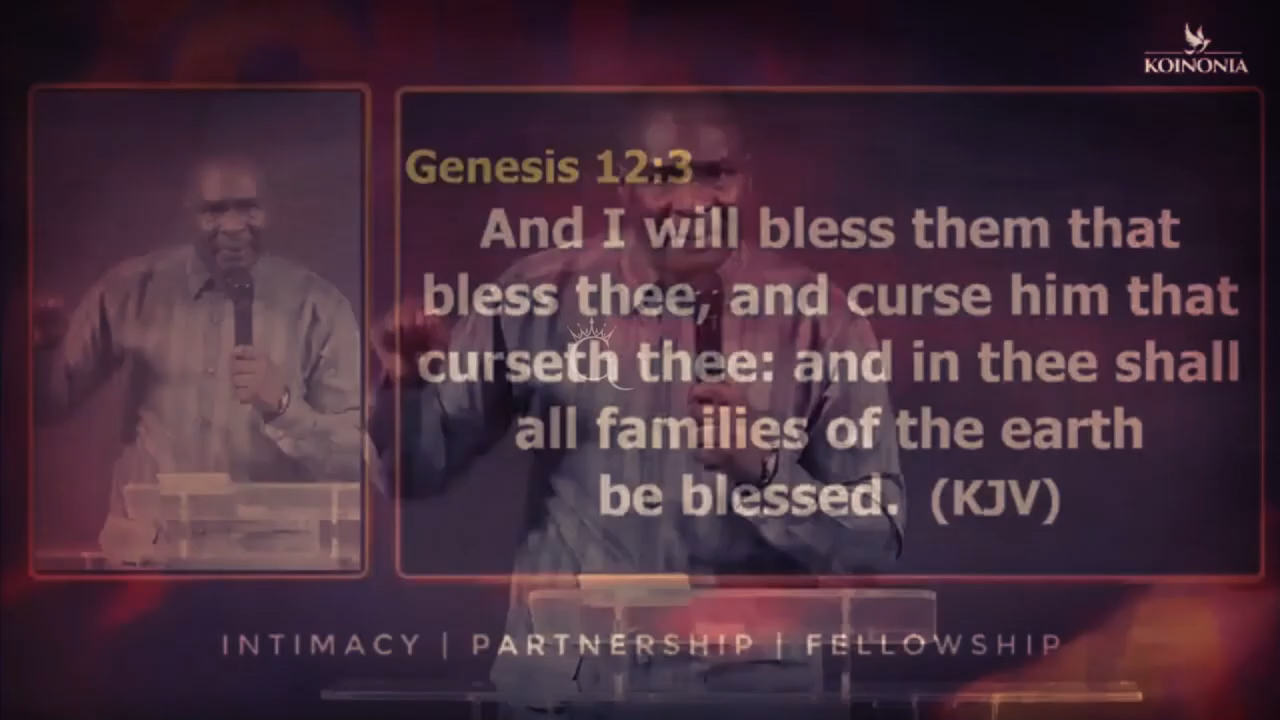 KOINONIA
Genesis 12:3
And I will bless them that
bless thee, and curse him that
curseth thee: and in thee shall
all families of the earth
be blessed. (KJV)
INTIMACY | PARTNERSHIP | FELLOWSHIP